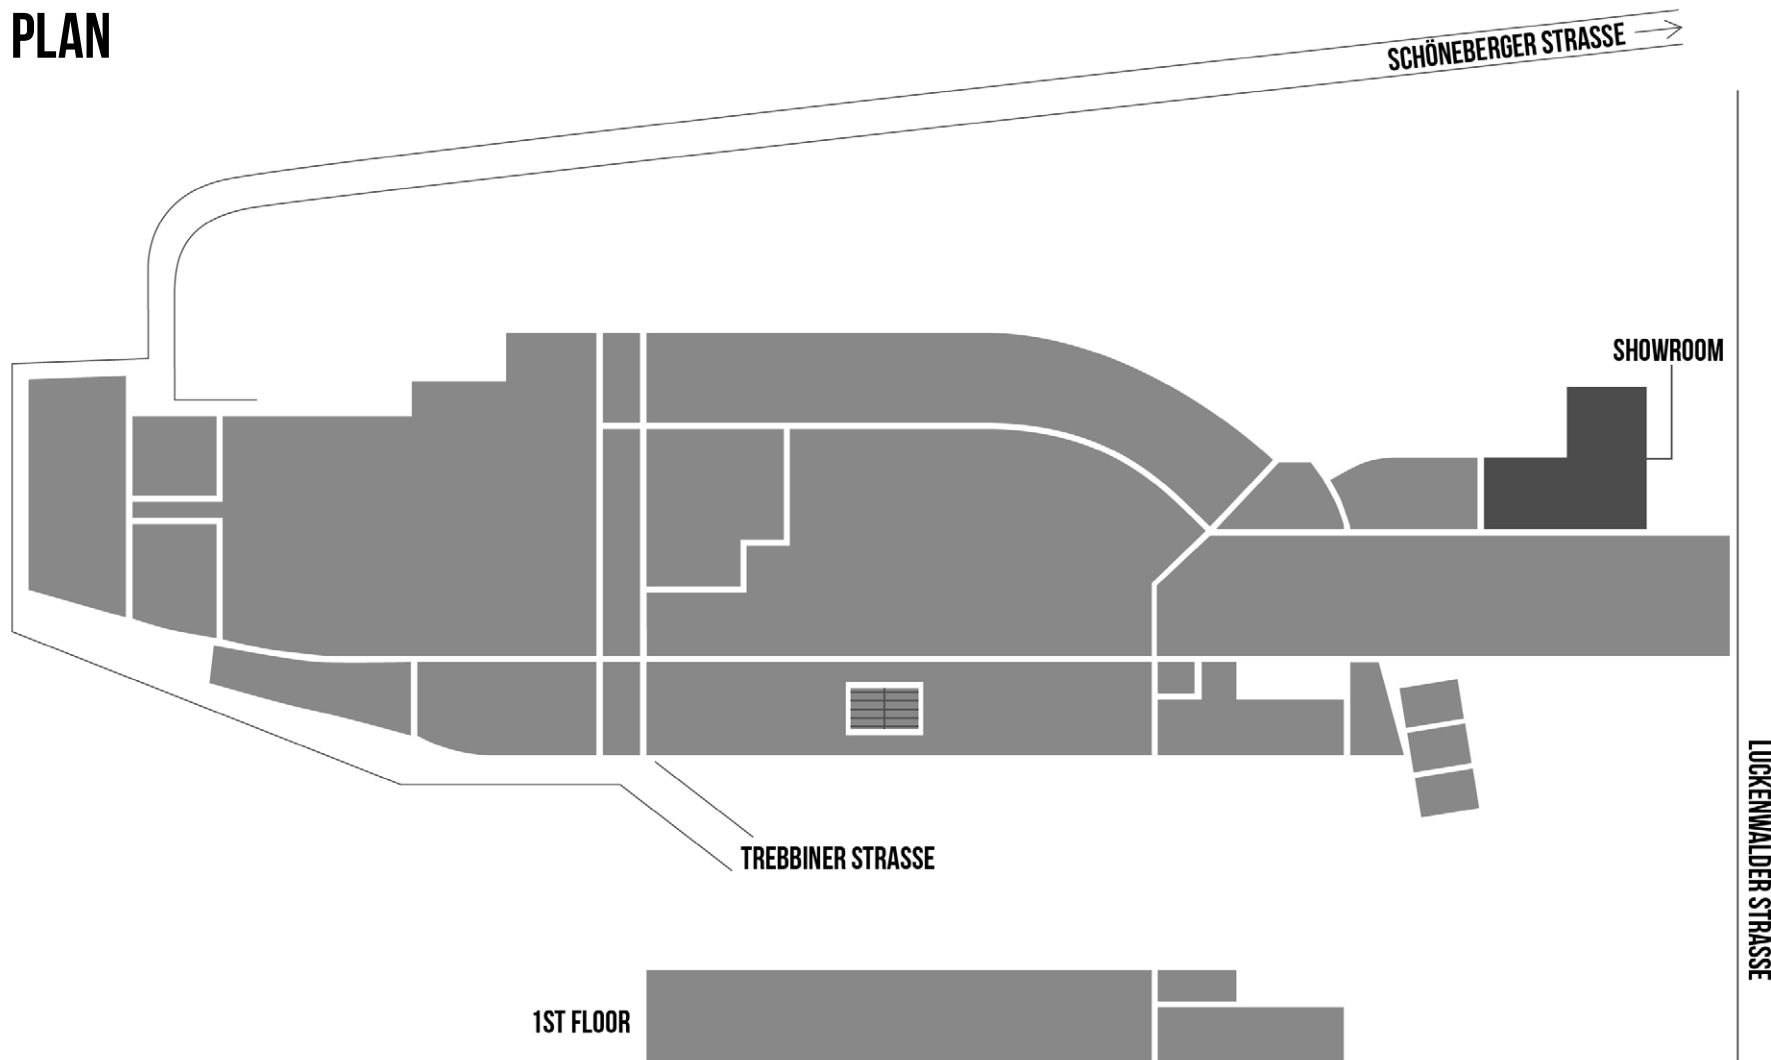 PLAN
SCHÖNEBERGER STRASSE
SHOWROOM
TREBBINER STRASSE
LUCKENWALDER STRASSE
1ST FLOOR